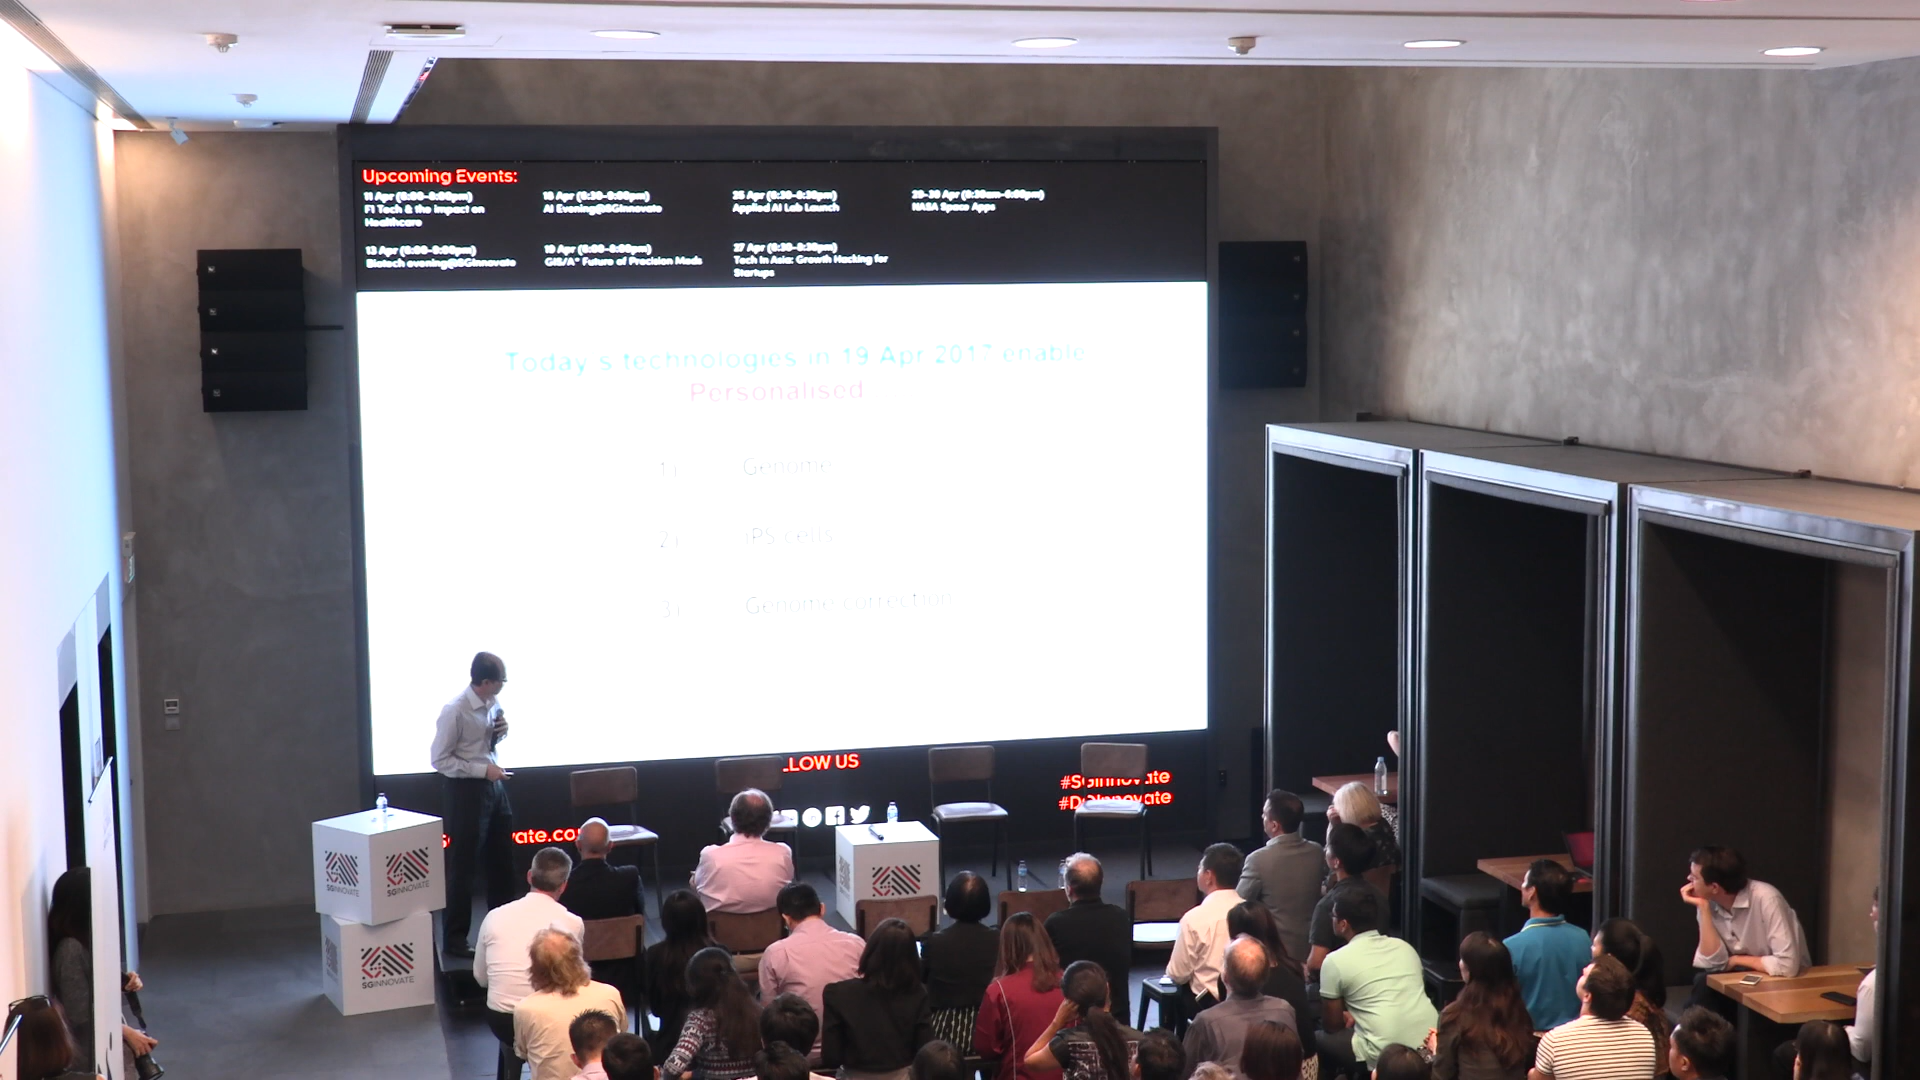 Upcoming Events:
11 Apr
F1 Tech & the impact on
Healthcare
13 Apr
Biotech evening@SGInnovate
AI Evening@SGInnovate
19 Apr
GIS/A* Future of Precision Meds
25 Apr
Applied AI Lab Launch
27 Apr
Tech In Asia: Growth Hacking for
Startups
NASA Space Apps
Today s technologies in 19 Apr 2017 enable
Personalised
1) Genome
2) iPS cells
3) Genome correction
LLOW US
#SGInnovate
SGINNOVATE
SGINNOVATE
SGINNOVATE